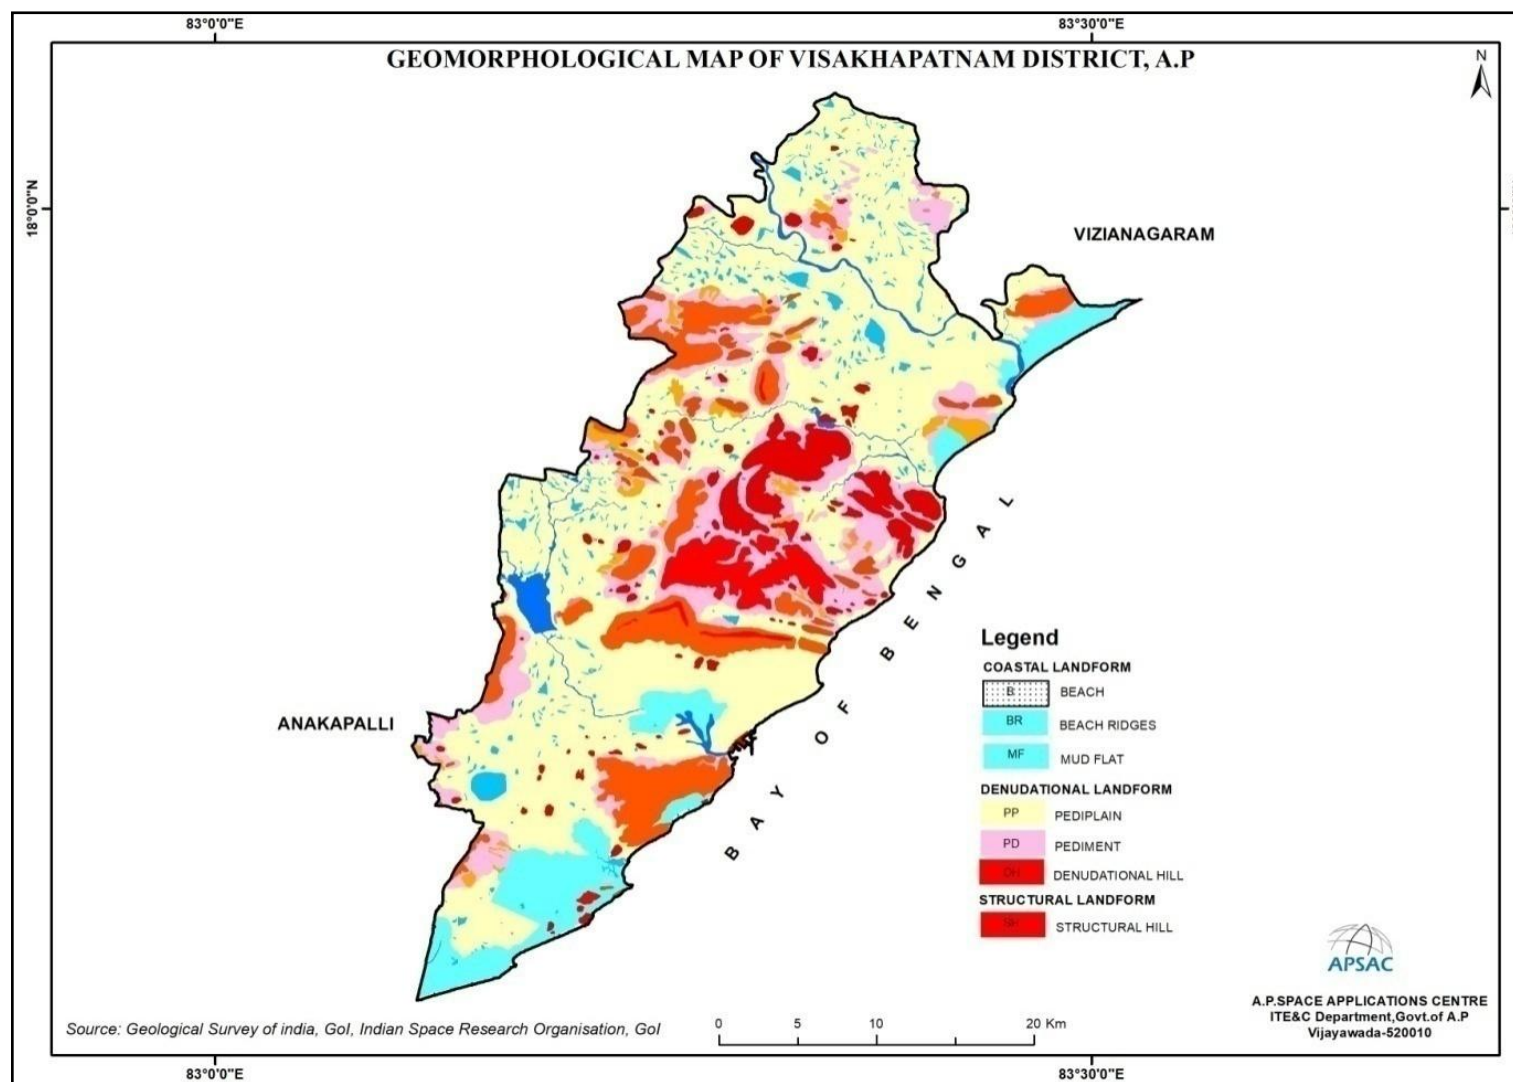 83°0'0"E
83°30'0"E
GEOMORPHOLOGICAL MAP OF VISAKHAPATNAM DISTRICT, A.P
N
18°0'0"N
VIZIANAGARAM
ANAKAPALLI
BAY OF BENGAL
Legend
COASTAL LANDFORM
B BEACH
BR BEACH RIDGES
MF MUD FLAT
DENUDATIONAL LANDFORM
PP PEDIPLAIN
PD PEDIMENT
DH DENUDATIONAL HILL
STRUCTURAL LANDFORM
SH STRUCTURAL HILL
APSAC
A.P.SPACE APPLICATIONS CENTRE
ITE&C Department,Govt.of A.P
Vijayawada-520010
Source: Geological Survey of india, GoI, Indian Space Research Organisation, GoI
0 5 10 20 Km
83°0'0"E
83°30'0"E